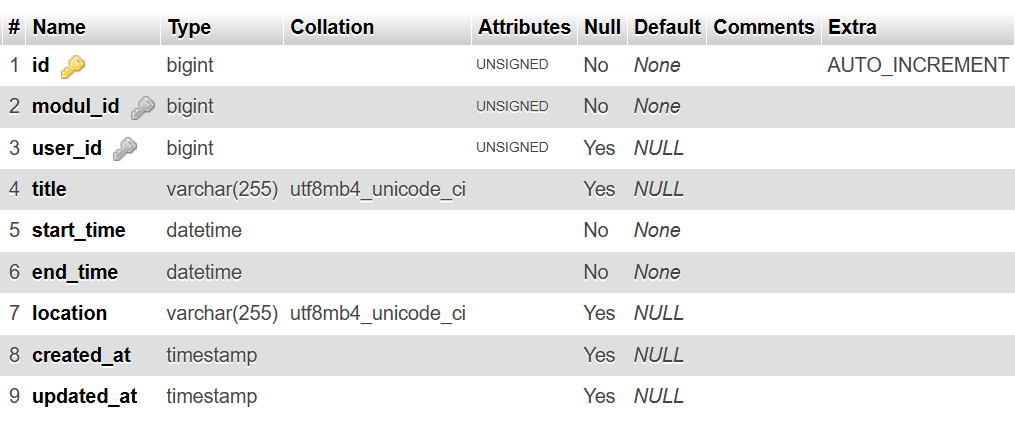 # Name Type Collation Attributes Null Default Comments Extra
1 id bigint UNSIGNED No None AUTO_INCREMENT
2 modul_id bigint UNSIGNED No None
3 user_id bigint UNSIGNED Yes NULL
4 title varchar(255) utf8mb4_unicode_ci Yes NULL
5 start_time datetime No None
6 end_time datetime No None
7 location varchar(255) utf8mb4_unicode_ci Yes NULL
8 created_at timestamp Yes NULL
9 updated_at timestamp Yes NULL